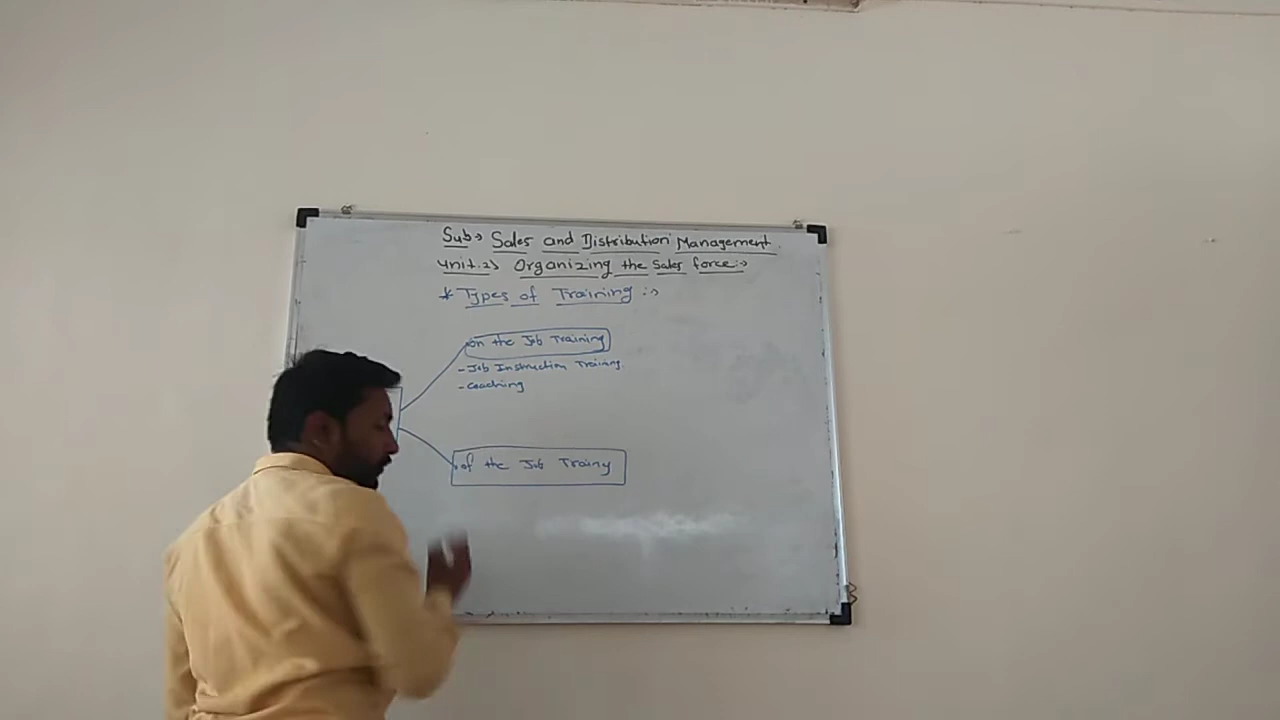 Sub→ Sales and Distribution Management.
Unit.2) Organizing the Sales force:→
* Types of Training :→
on the Job Training
- Job Instruction Training.
- Coaching
of the Job Trainy